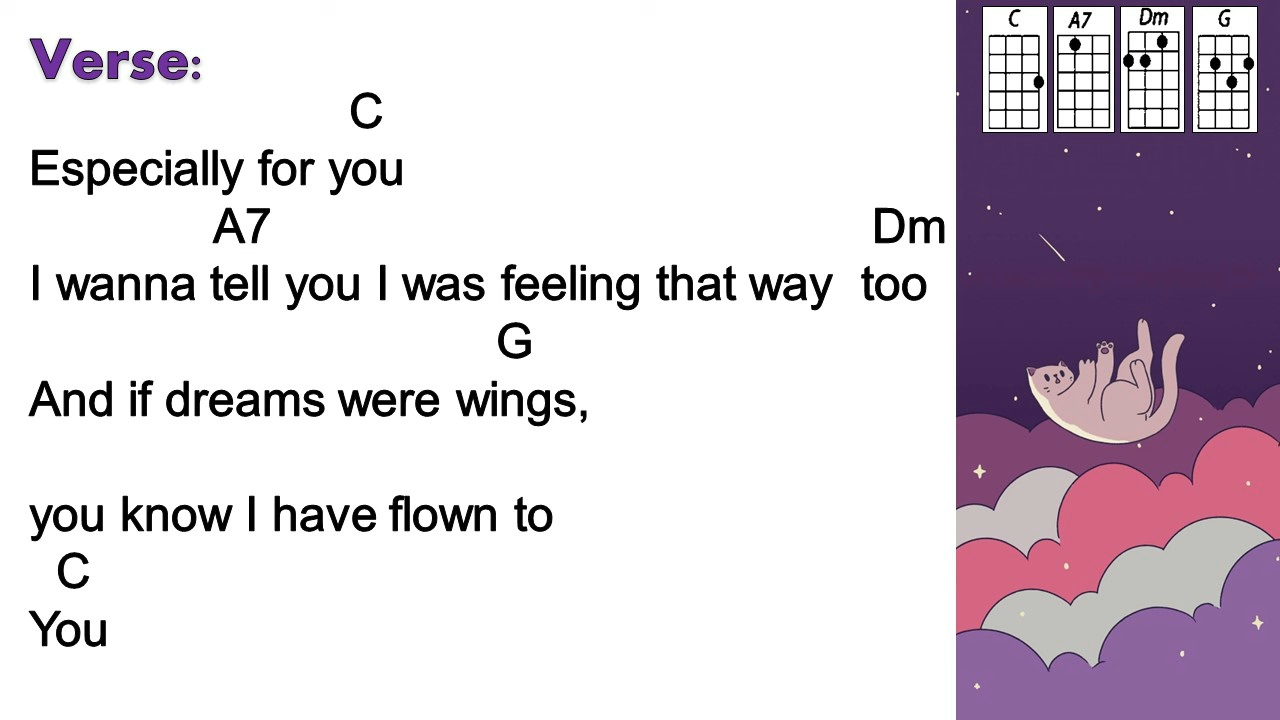 C A7 Dm G
Verse:
C
Especially for you
A7 Dm
I wanna tell you I was feeling that way too
G
And if dreams were wings,
you know I have flown to
C
You